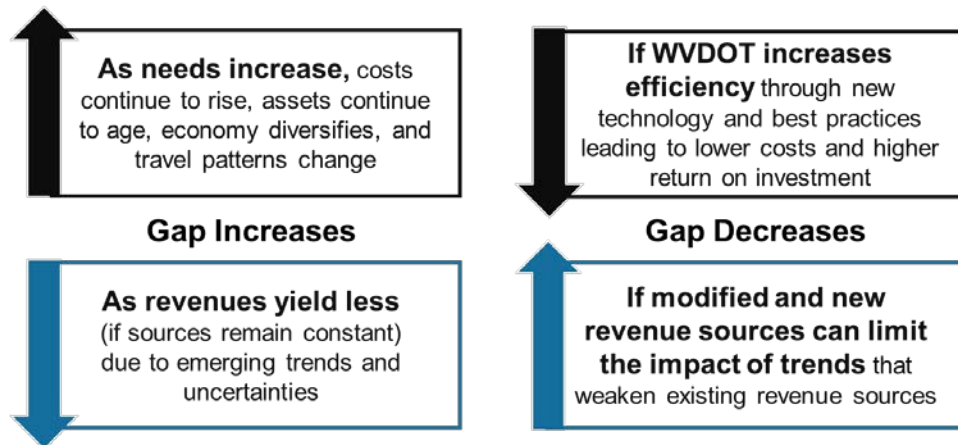 As needs increase, costs
continue to rise, assets continue
to age, economy diversifies, and
travel patterns change
Gap Increases
As revenues yield less
(if sources remain constant)
due to emerging trends and
uncertainties
If WVDOT increases
efficiency through new
technology and best practices
leading to lower costs and higher
return on investment
Gap Decreases
If modified and new
revenue sources can limit
the impact of trends that
weaken existing revenue sources